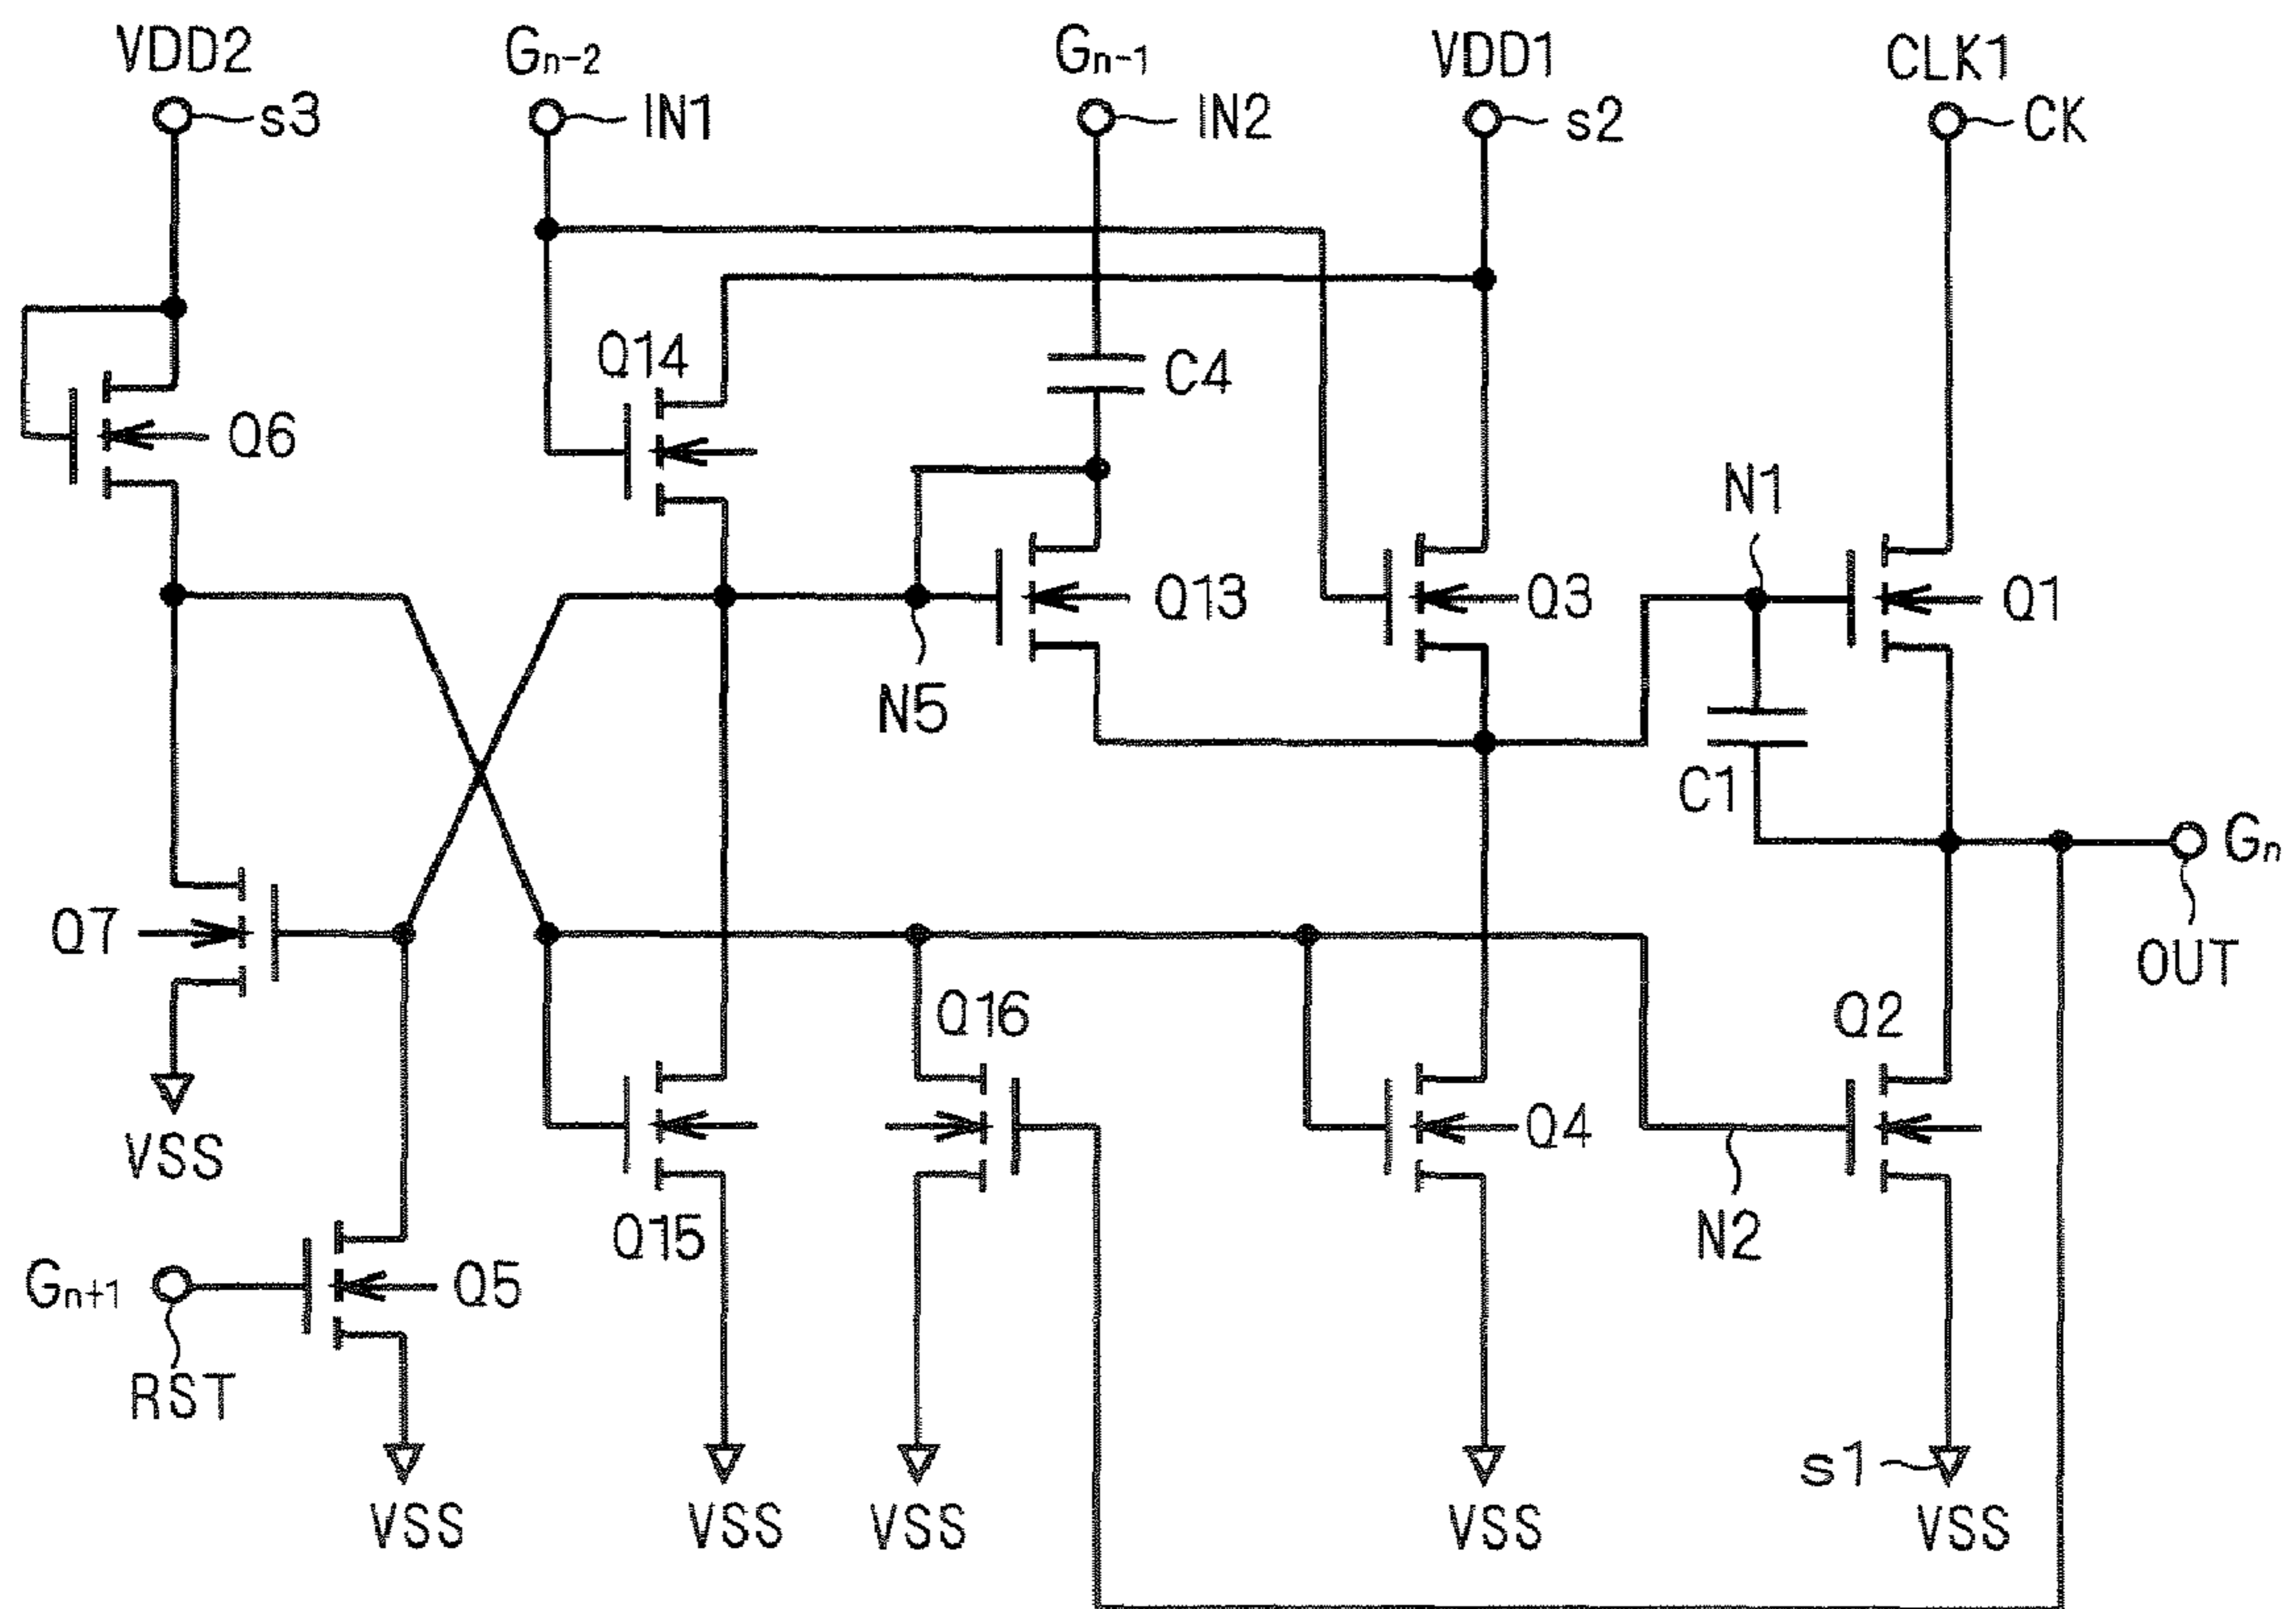 VDD2
Gn-2
Gn-1
VDD1
CLK1
s3
IN1
IN2
s2
CK
Q14
C4
Q6
N1
Q13
Q3
Q1
N5
C1
Gn
Q7
OUT
Q16
Q2
Q4
VSS
Q15
N2
Gn+1
Q5
RST
s1
VSS
VSS
VSS
VSS
VSS